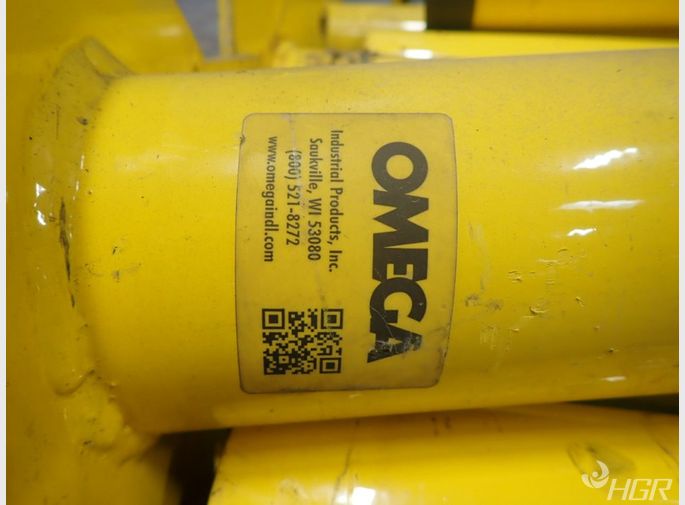 OMEGA
Industrial Products, Inc.
Saukville, WI 53080
(800) 521-8272
www.omegaindl.com
HGR